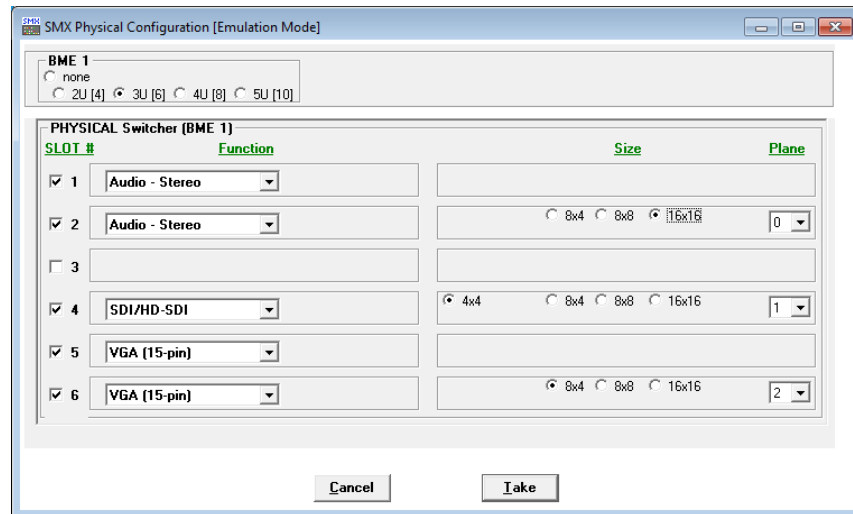 SMX Physical Configuration [Emulation Mode]
BME 1
none
2U [4] 3U [6] 4U [8] 5U [10]
PHYSICAL Switcher (BME 1)
SLOT # Function Size Plane
1 Audio - Stereo
2 Audio - Stereo 8x4 8x8 16x16 0
3
4 SDI/HD-SDI 4x4 8x4 8x8 16x16 1
5 VGA (15-pin)
6 VGA (15-pin) 8x4 8x8 16x16 2
Cancel Take